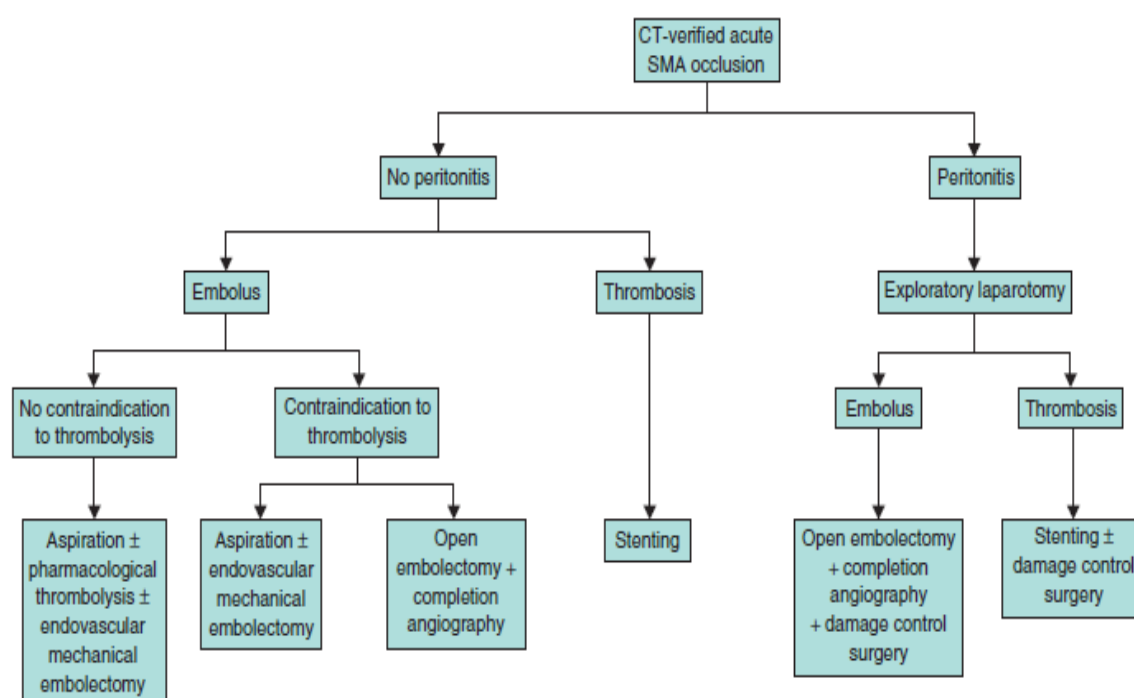 CT-verified acute
SMA occlusion
No peritonitis
Peritonitis
Embolus
Thrombosis
Exploratory laparotomy
No contraindication
to thrombolysis
Contraindication to
thrombolysis
Embolus
Thrombosis
Aspiration ±
pharmacological
thrombolysis ±
endovascular
mechanical
embolectomy
Aspiration ±
endovascular
mechanical
embolectomy
Open
embolectomy +
completion
angiography
Stenting
Open embolectomy
+ completion
angiography
+ damage control
surgery
Stenting ±
damage control
surgery